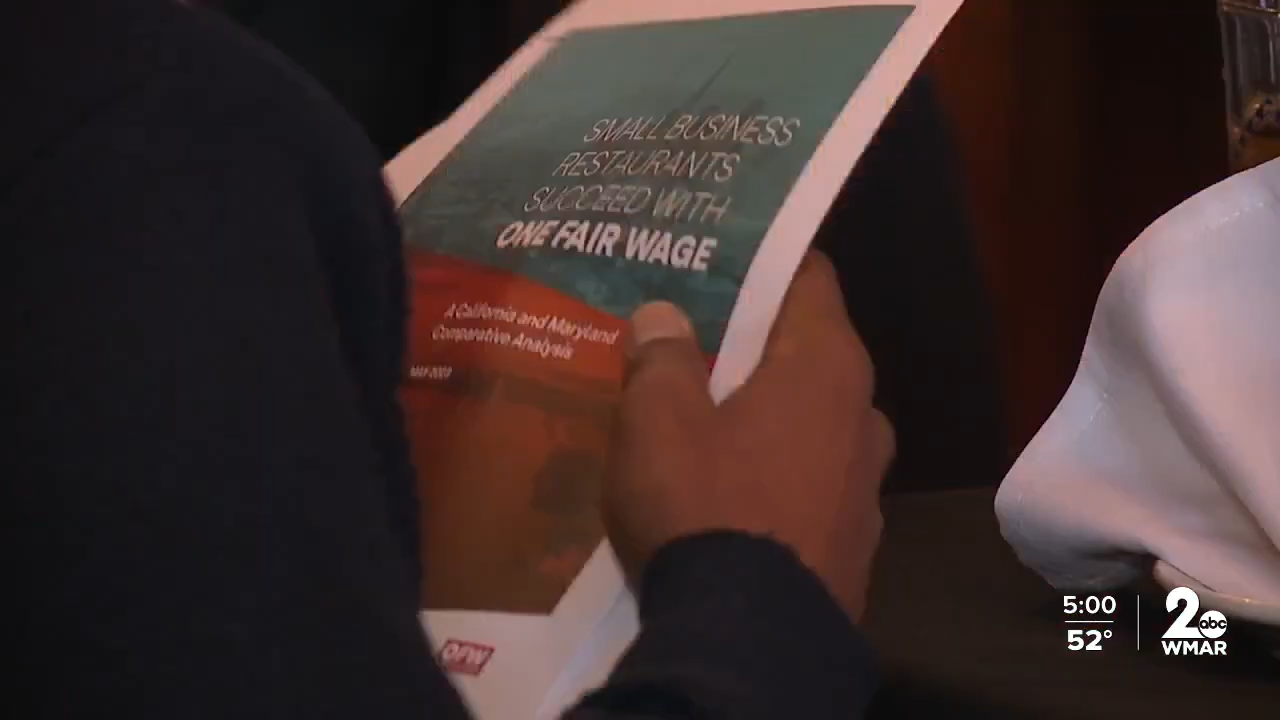 SMALL BUSINESS
RESTAURANTS
SUCCEED WITH
ONE FAIR WAGE
A California and Maryland
Comparative Analysis
OFW
5:00
52°
2 abc
WMAR